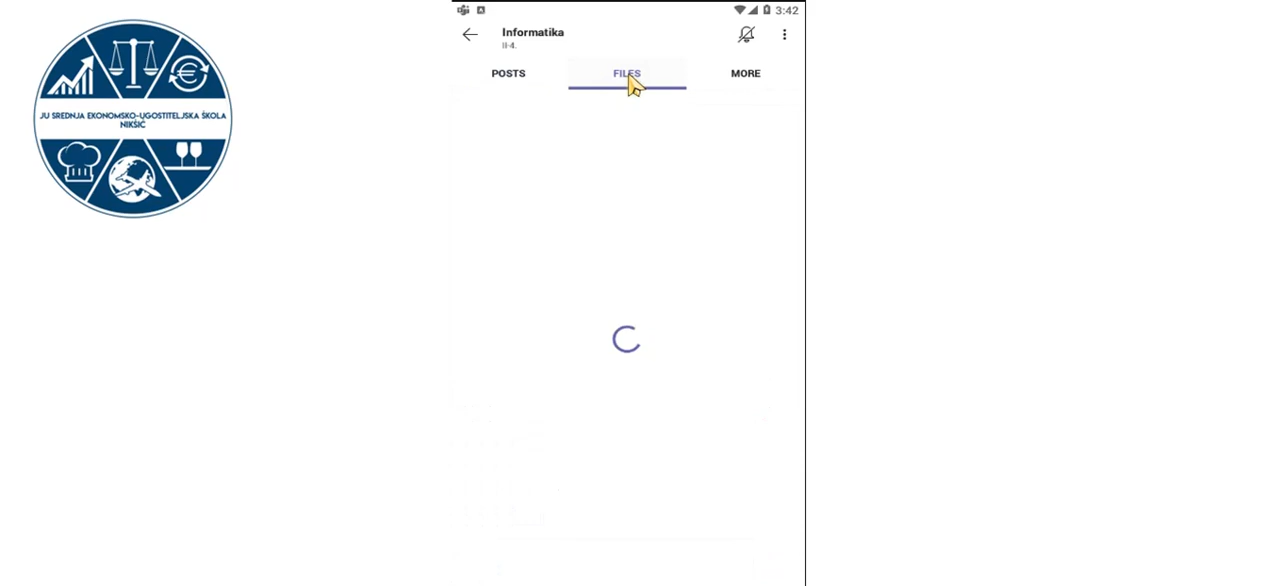 JU SREDNJA EKONOMSKO-UGOSTITELJSKA ŠKOLA
NIKŠIĆ
3:42
Informatika
II-4.
POSTS FILES MORE